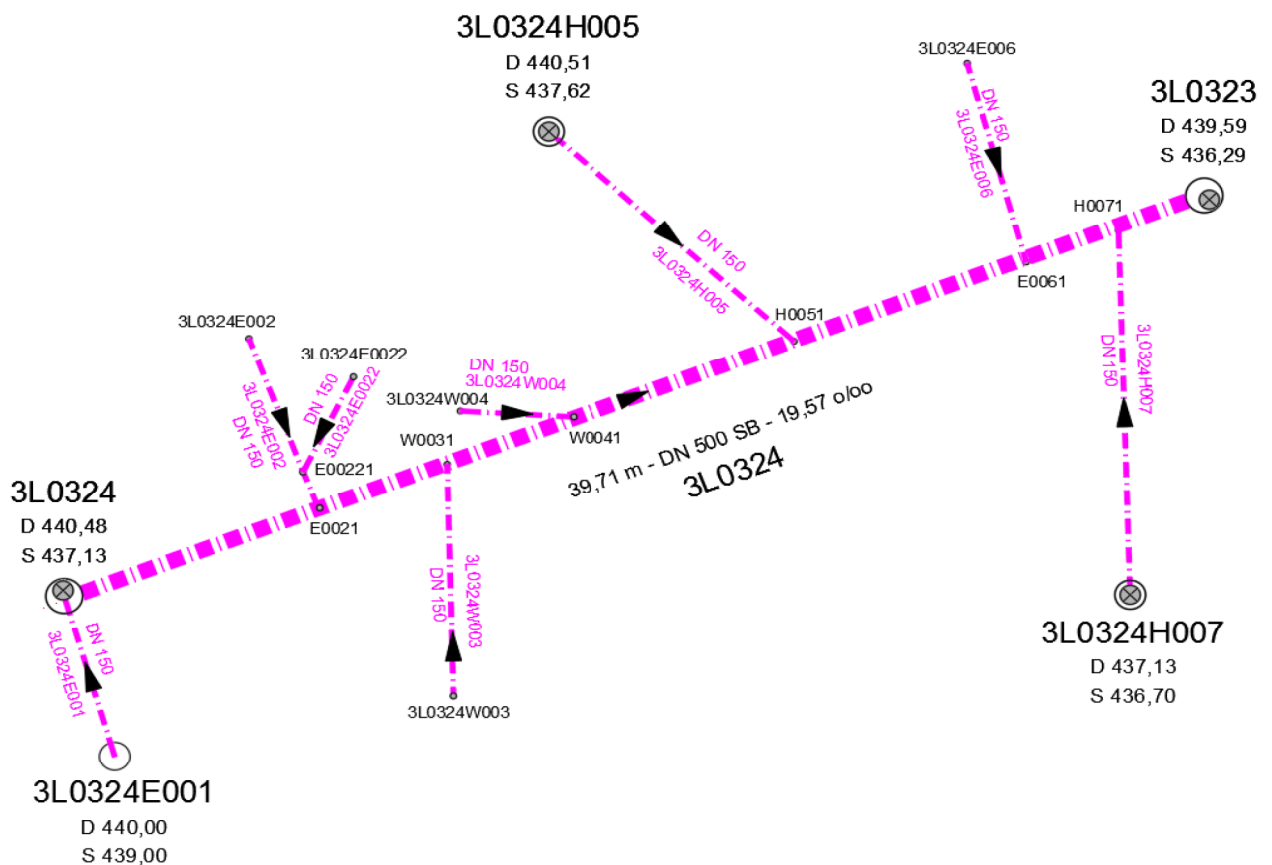 3L0324H005
D 440,51
S 437,62
3L0324E006
DN 150
3L0324E006
3L0323
D 439,59
S 436,29
H0071
E0061
DN 150
3L0324H005
H0051
3L0324E002
3L0324E0022
DN 150
3L0324E0022
3L0324E002
DN 150
DN 150
3L0324W004
3L0324W004
W0041
W0031
E00221
E0021
39,71 m - DN 500 SB - 19,57 o/oo
3L0324
3L0324H007
DN 150
3L0324
D 440,48
S 437,13
3L0324W003
DN 150
3L0324W003
DN 150
3L0324E001
3L0324H007
D 437,13
S 436,70
3L0324E001
D 440,00
S 439,00